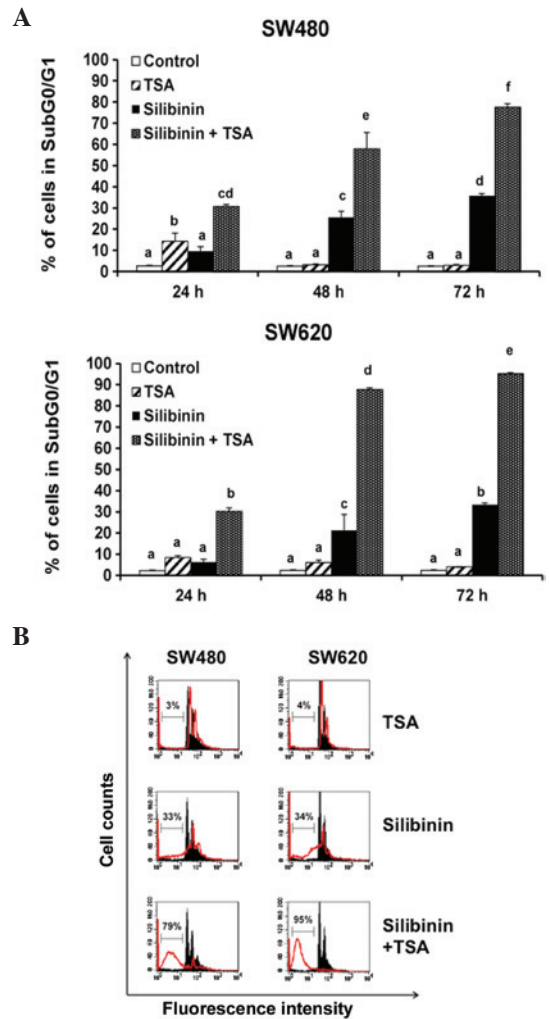 A
SW480
% of cells in SubG0/G1
100
90
80
70
60
50
40
30
20
10
0
Control
TSA
Silibinin
Silibinin + TSA
a b a cd
a a c e
a a d f
24 h 48 h 72 h
SW620
% of cells in SubG0/G1
100
90
80
70
60
50
40
30
20
10
0
Control
TSA
Silibinin
Silibinin + TSA
a a a b
a a c d
a a b e
24 h 48 h 72 h
B
SW480 SW620
Cell counts
3% 4% TSA
33% 34% Silibinin
79% 95% Silibinin
+TSA
Fluorescence intensity